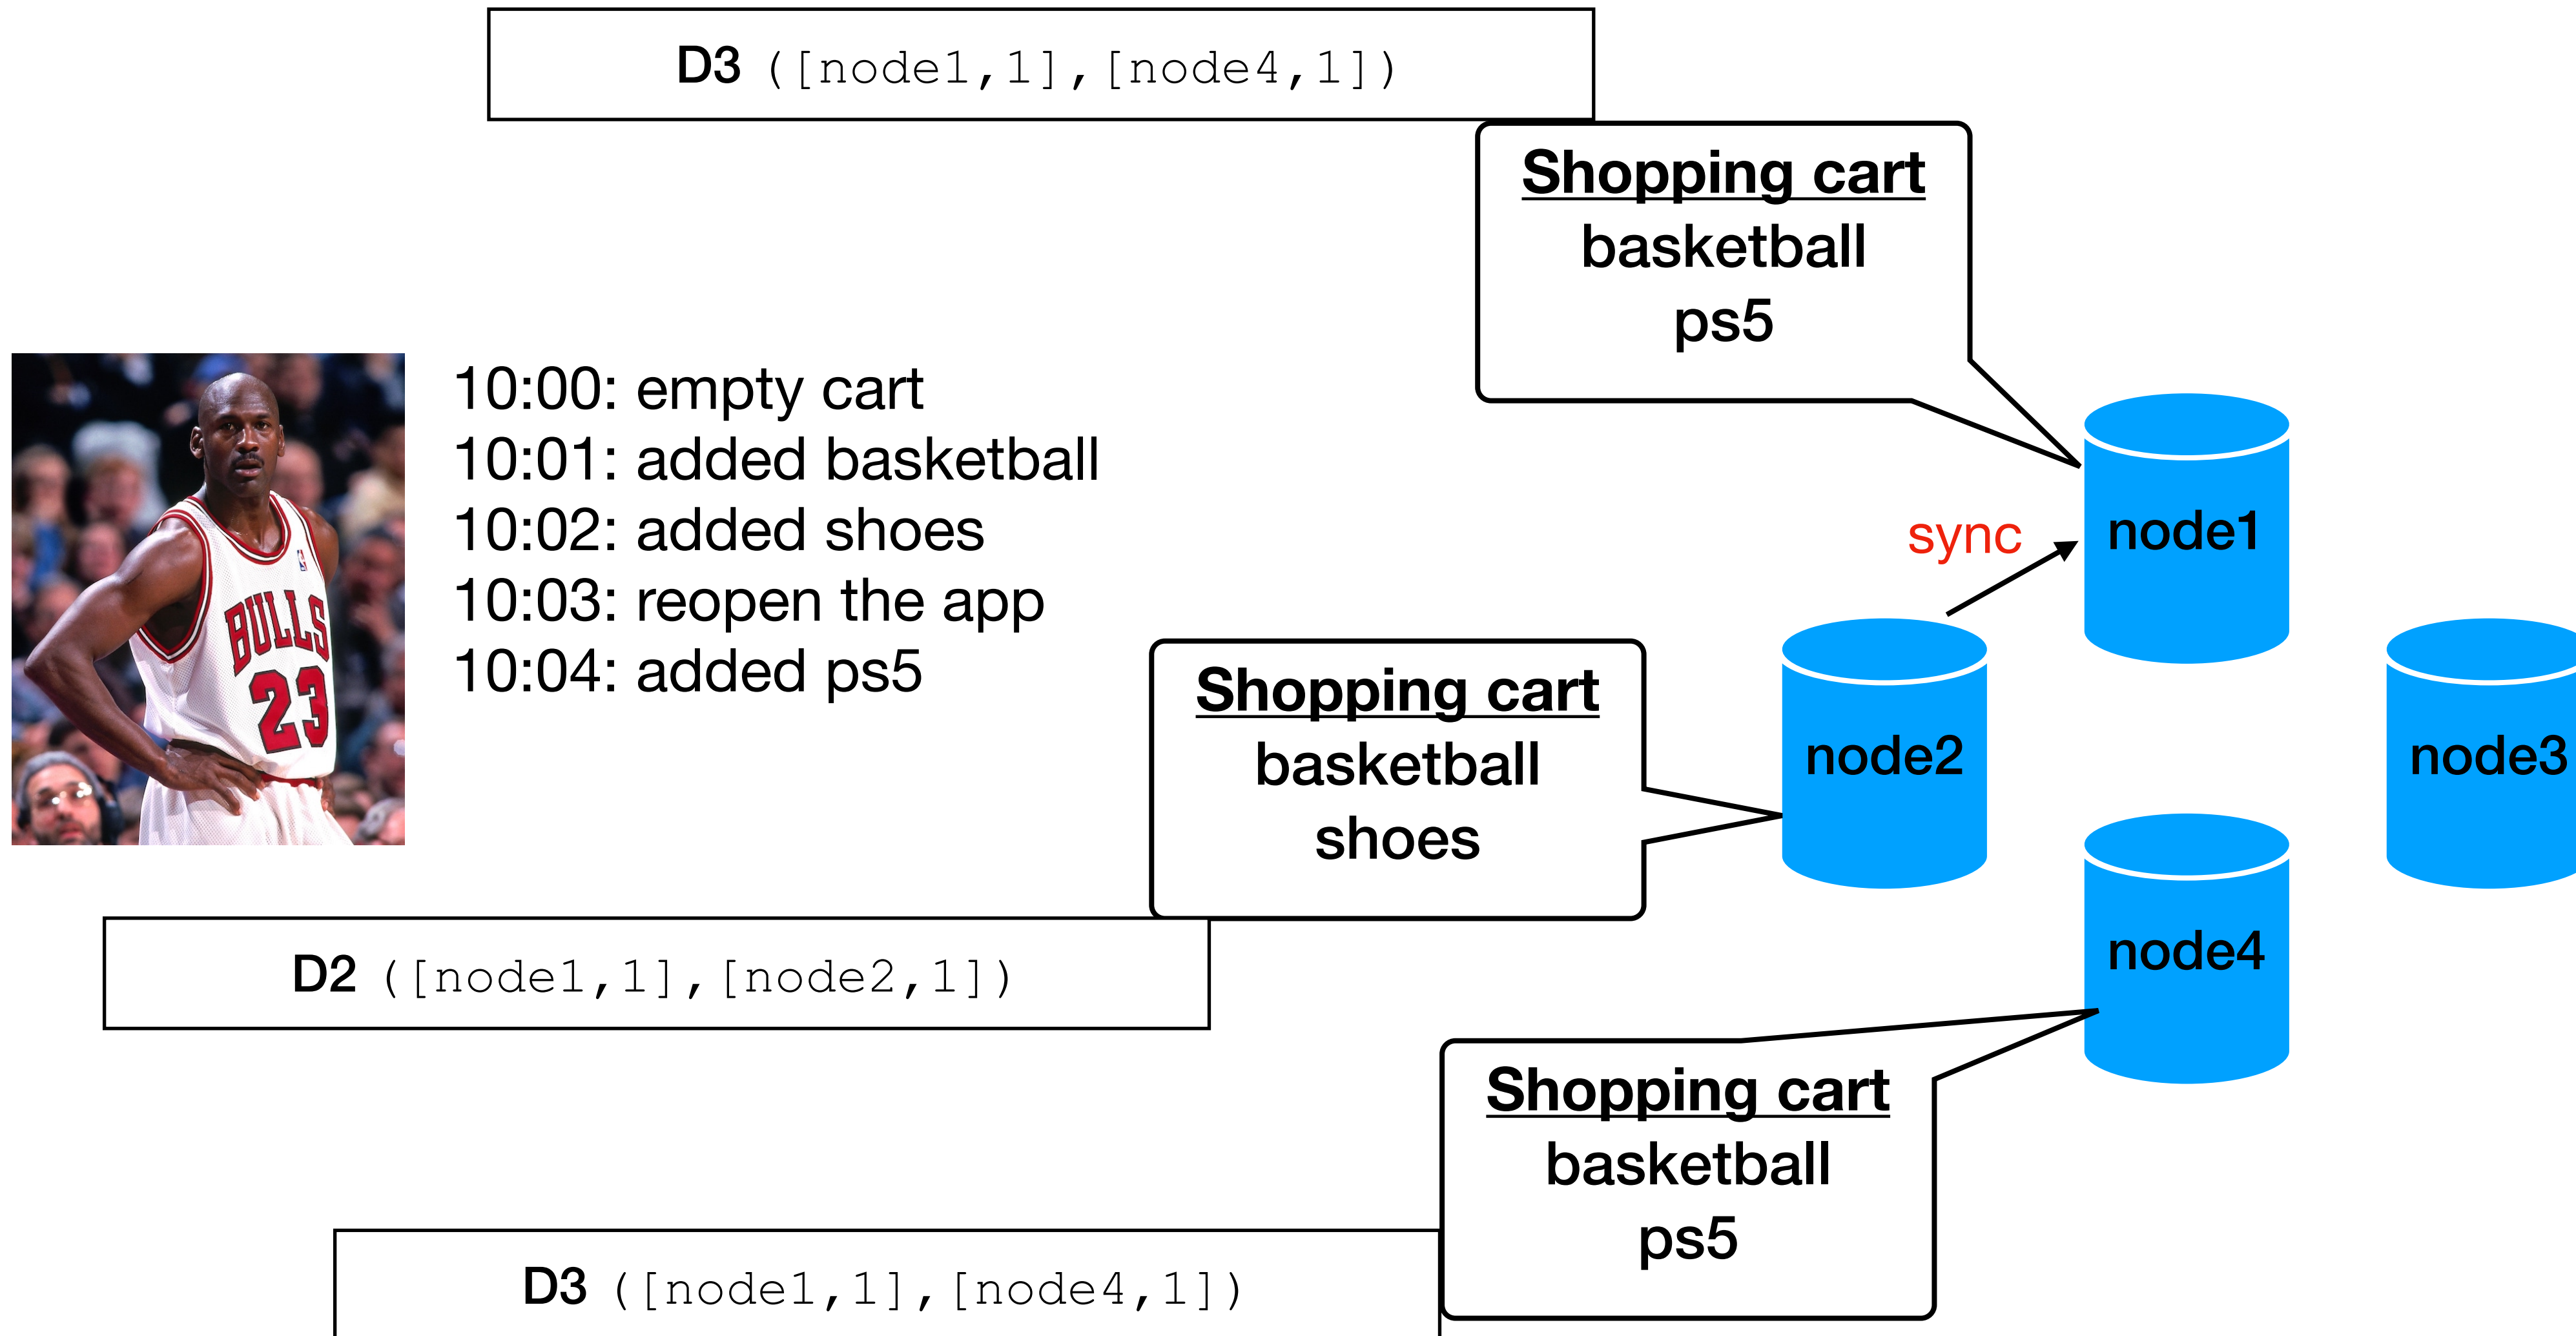 D3 ([node1,1],[node4,1])
Shopping cart
basketball
ps5
10:00: empty cart
10:01: added basketball
10:02: added shoes
10:03: reopen the app
10:04: added ps5
BULLS
23
sync
node1
Shopping cart
basketball
shoes
node2
node3
D2 ([node1,1],[node2,1])
node4
Shopping cart
basketball
ps5
D3 ([node1,1],[node4,1])